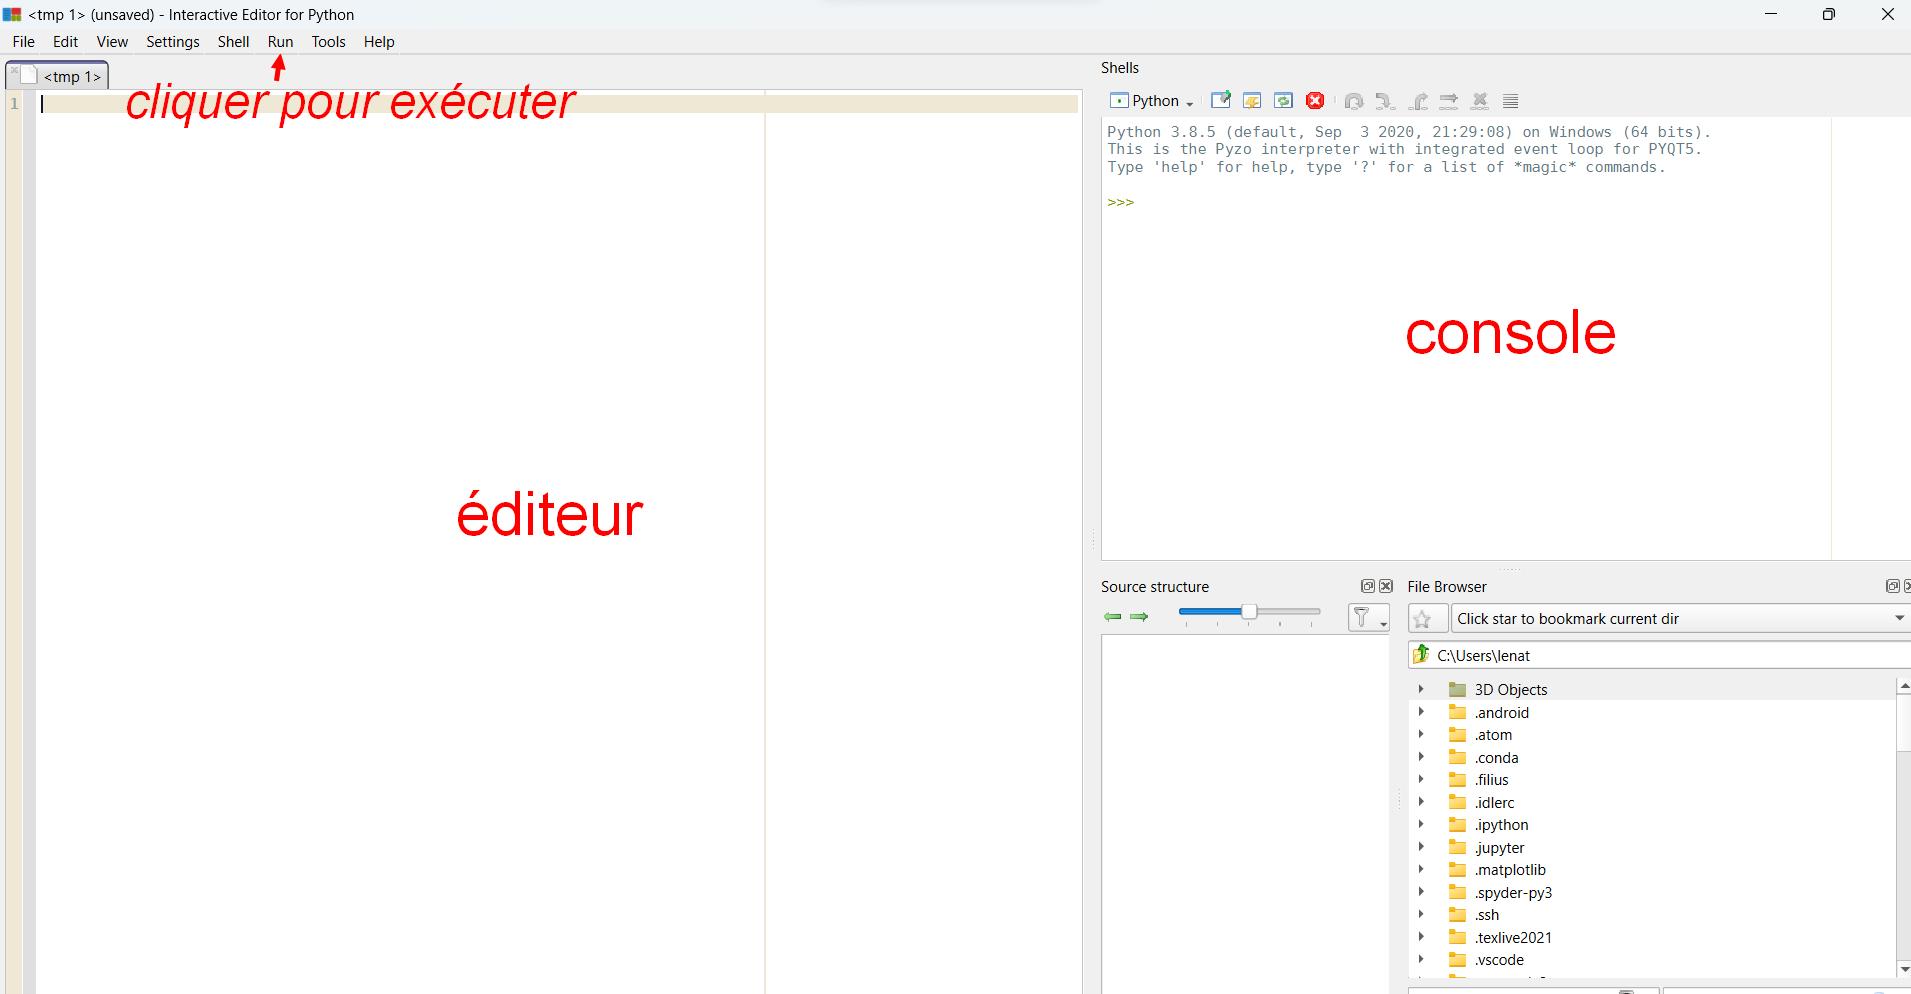 <tmp 1> (unsaved) - Interactive Editor for Python
File Edit View Settings Shell Run Tools Help
<tmp 1>
1
cliquer pour exécuter
éditeur
Shells
Python
Python 3.8.5 (default, Sep  3 2020, 21:29:08) on Windows (64 bits).
This is the Pyzo interpreter with integrated event loop for PYQT5.
Type 'help' for help, type '?' for a list of *magic* commands.
>>>
console
Source structure
File Browser
Click star to bookmark current dir
C:\Users\lenat
3D Objects
.android
.atom
.conda
.filius
.idlerc
.ipython
.jupyter
.matplotlib
.spyder-py3
.ssh
.texlive2021
.vscode